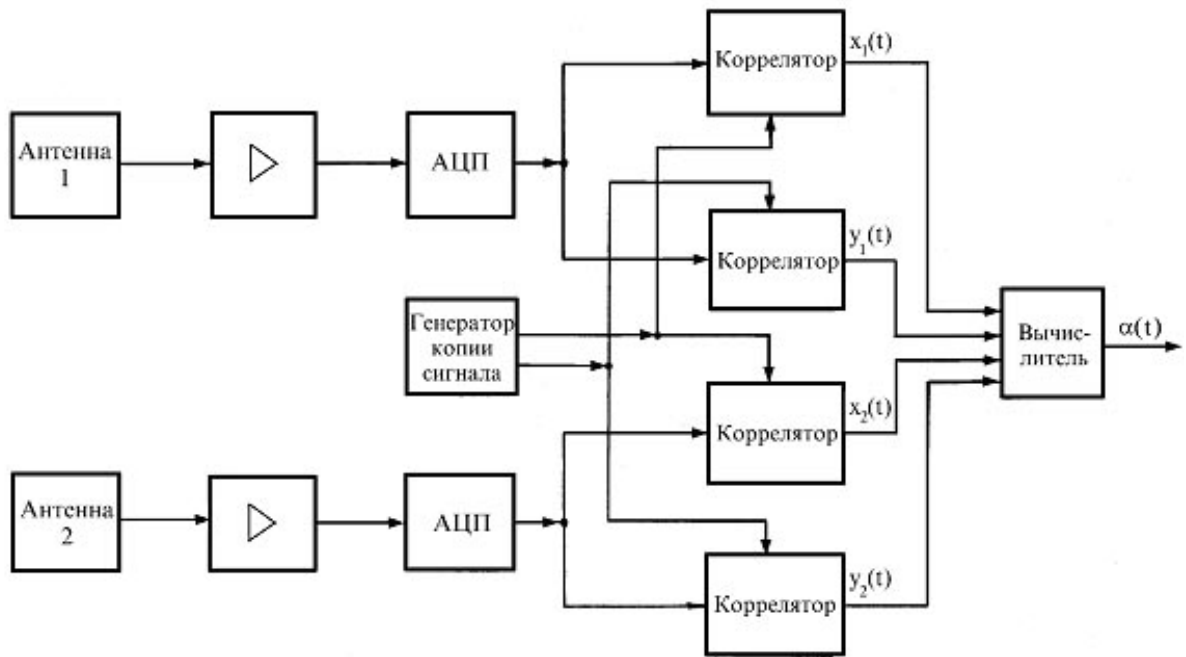 Коррелятор
x₁(t)
Антенна
1
АЦП
Коррелятор
y₁(t)
Генератор
копии
сигнала
Вычис-
литель
α(t)
Коррелятор
x₂(t)
Антенна
2
АЦП
Коррелятор
y₂(t)